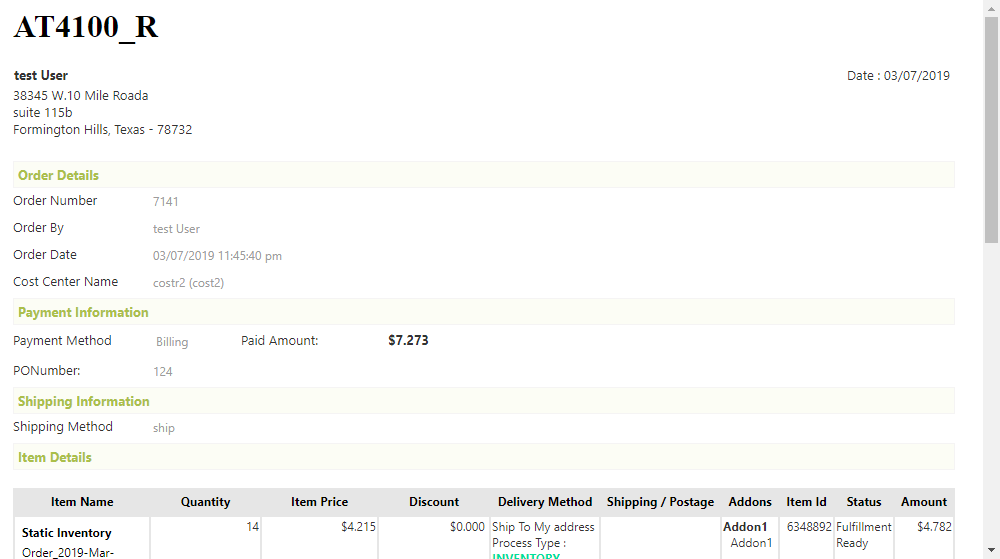 AT4100_R
test User
Date : 03/07/2019
38345 W.10 Mile Roada
suite 115b
Formington Hills, Texas - 78732
Order Details
Order Number 7141
Order By test User
Order Date 03/07/2019 11:45:40 pm
Cost Center Name costr2 (cost2)
Payment Information
Payment Method Billing Paid Amount: $7.273
PONumber: 124
Shipping Information
Shipping Method ship
Item Details
Item Name Quantity Item Price Discount Delivery Method Shipping / Postage Addons Item Id Status Amount
Static Inventory 14 $4.215 $0.000 Ship To My address Addon1 6348892 Fulfillment $4.782
Order_2019-Mar- Process Type : Addon1 Ready
INVENTORY